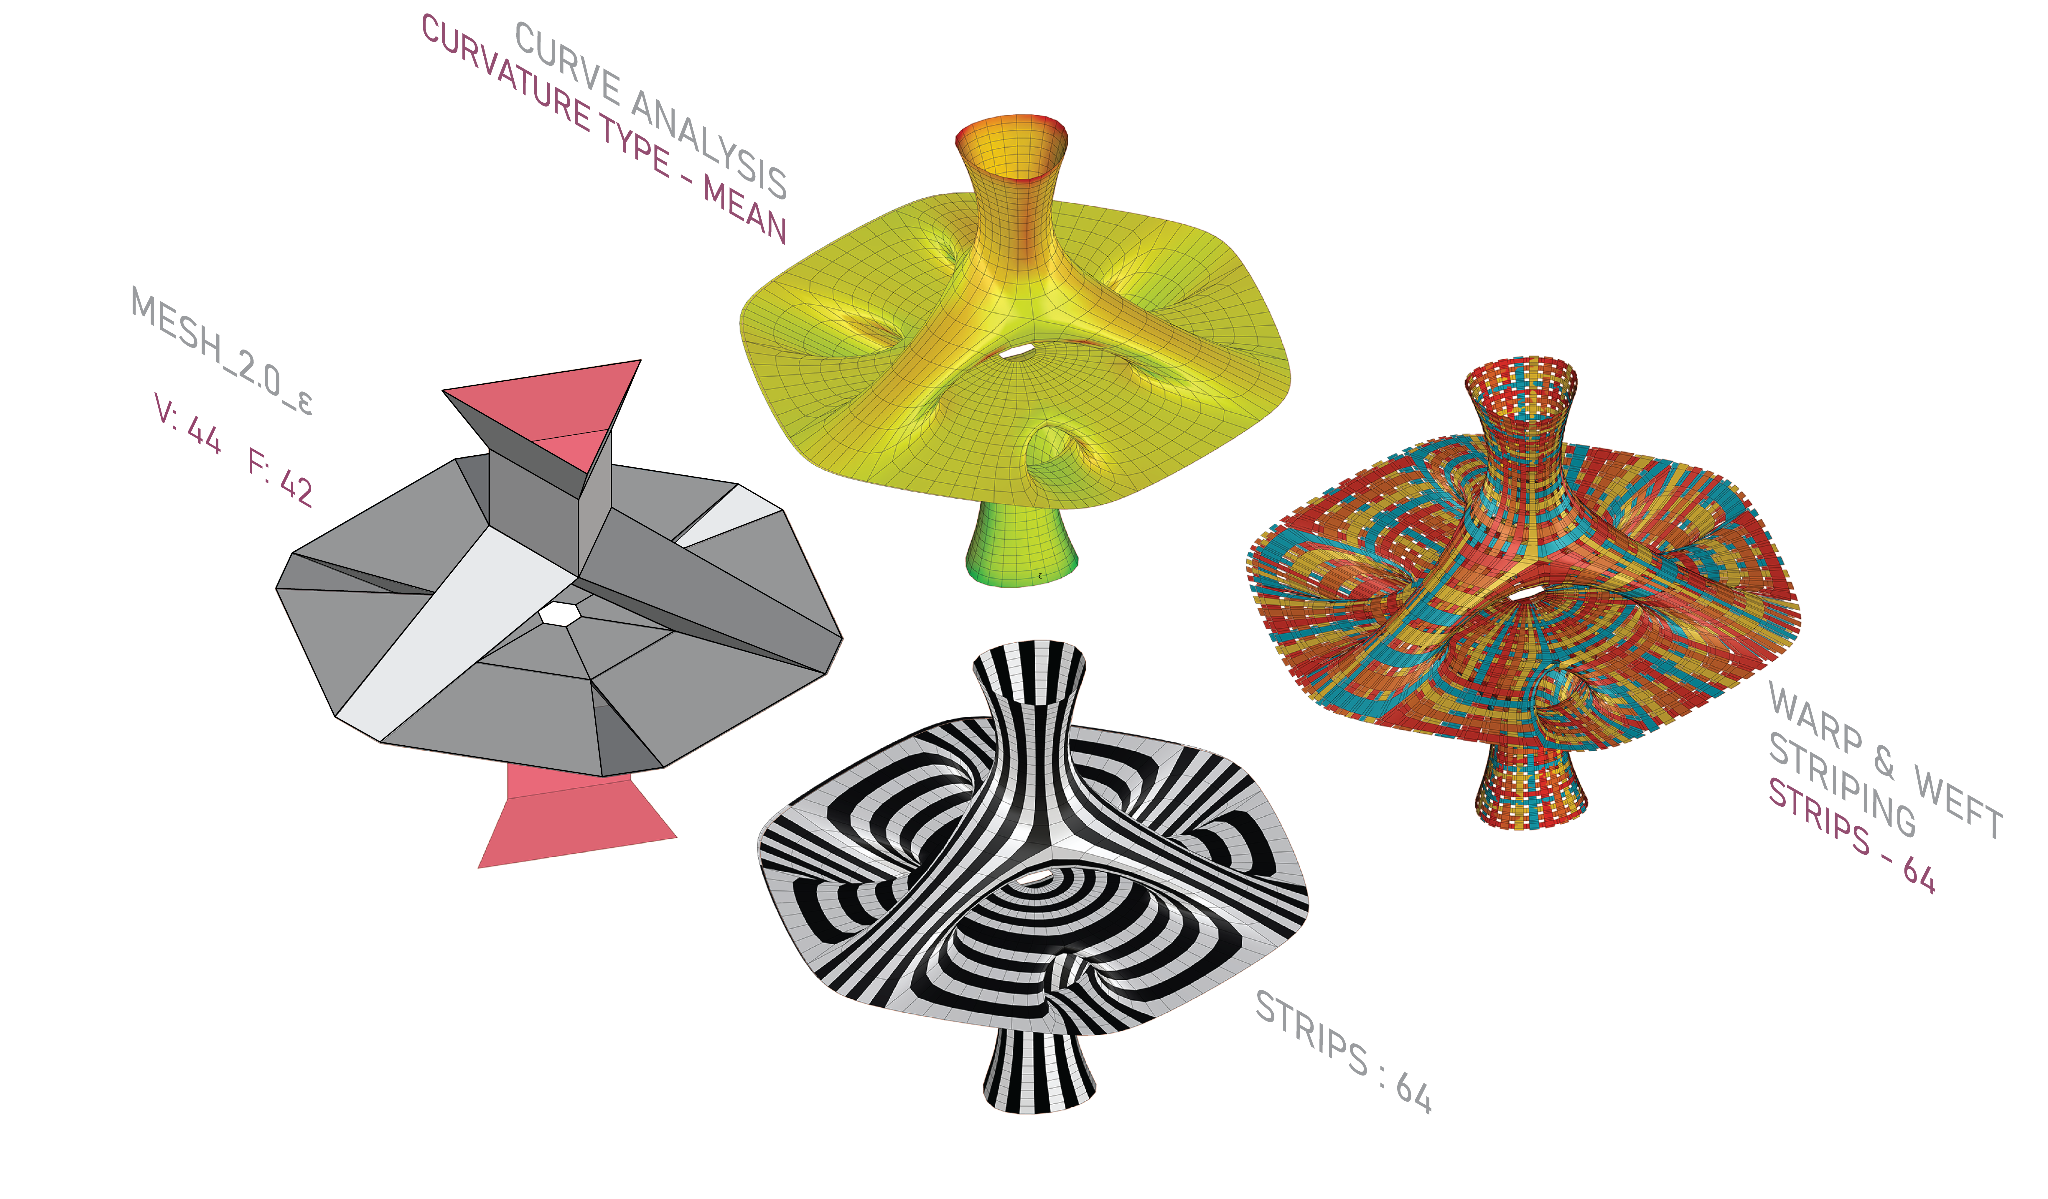 CURVE ANALYSIS
CURVATURE TYPE - MEAN
MESH_2.0_ε
V: 44 F: 42
ε
WARP & WEFT
STRIPING
STRIPS - 64
STRIPS : 64